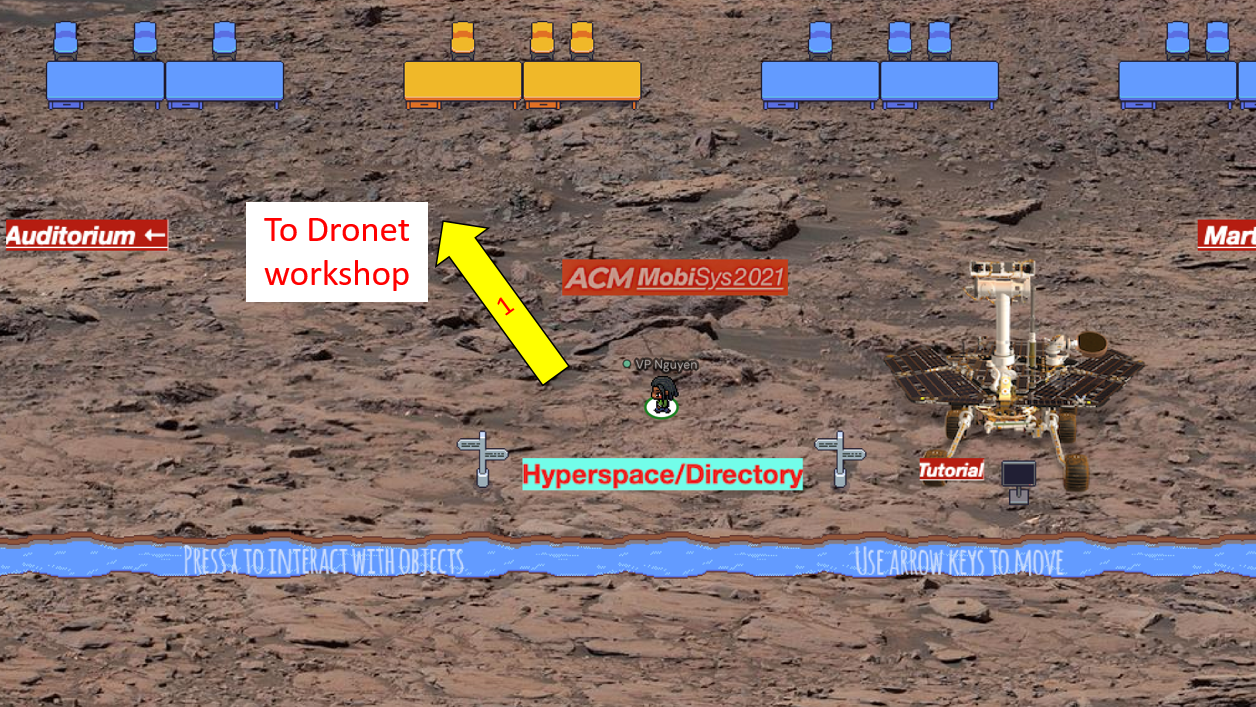 To Dronet
workshop
Auditorium ←
Mart
ACM MobiSys2021
1
VP Nguyen
Hyperspace/Directory
Tutorial
PRESS X TO INTERACT WITH OBJECTS
USE ARROW KEYS TO MOVE